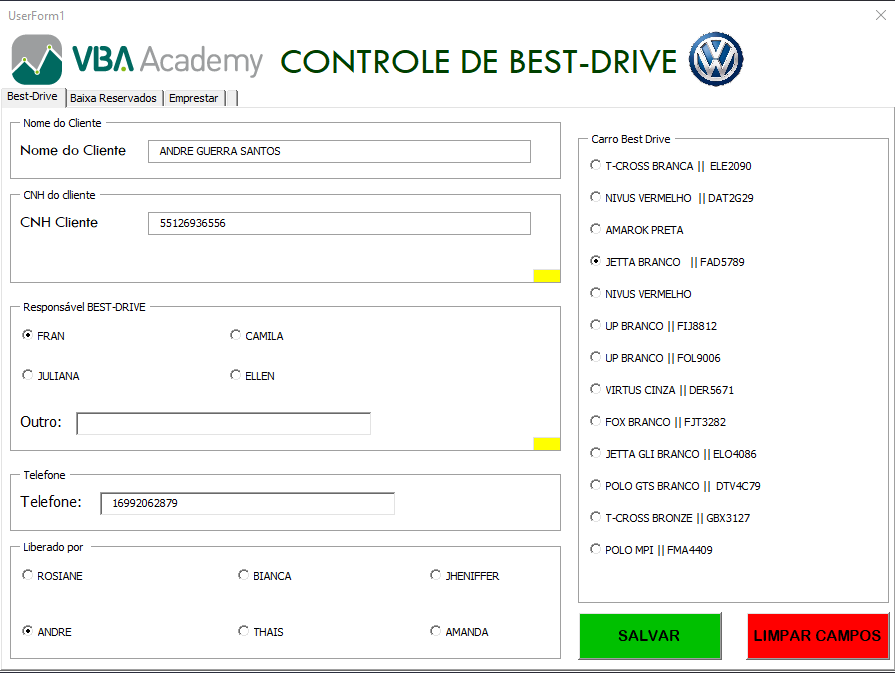 UserForm1
VBA Academy
CONTROLE DE BEST-DRIVE
Best-Drive
Baixa Reservados
Emprestar
Nome do Cliente
Nome do Cliente
ANDRE GUERRA SANTOS
CNH do clliente
CNH Cliente
55126936556
Responsável BEST-DRIVE
FRAN
CAMILA
JULIANA
ELLEN
Outro:
Telefone
Telefone:
16992062879
Liberado por
ROSIANE
BIANCA
JHENIFFER
ANDRE
THAIS
AMANDA
Carro Best Drive
T-CROSS BRANCA || ELE2090
NIVUS VERMELHO || DAT2G29
AMAROK PRETA
JETTA BRANCO || FAD5789
NIVUS VERMELHO
UP BRANCO || FIJ8812
UP BRANCO || FOL9006
VIRTUS CINZA || DER5671
FOX BRANCO || FJT3282
JETTA GLI BRANCO || ELO4086
POLO GTS BRANCO || DTV4C79
T-CROSS BRONZE || GBX3127
POLO MPI || FMA4409
SALVAR
LIMPAR CAMPOS